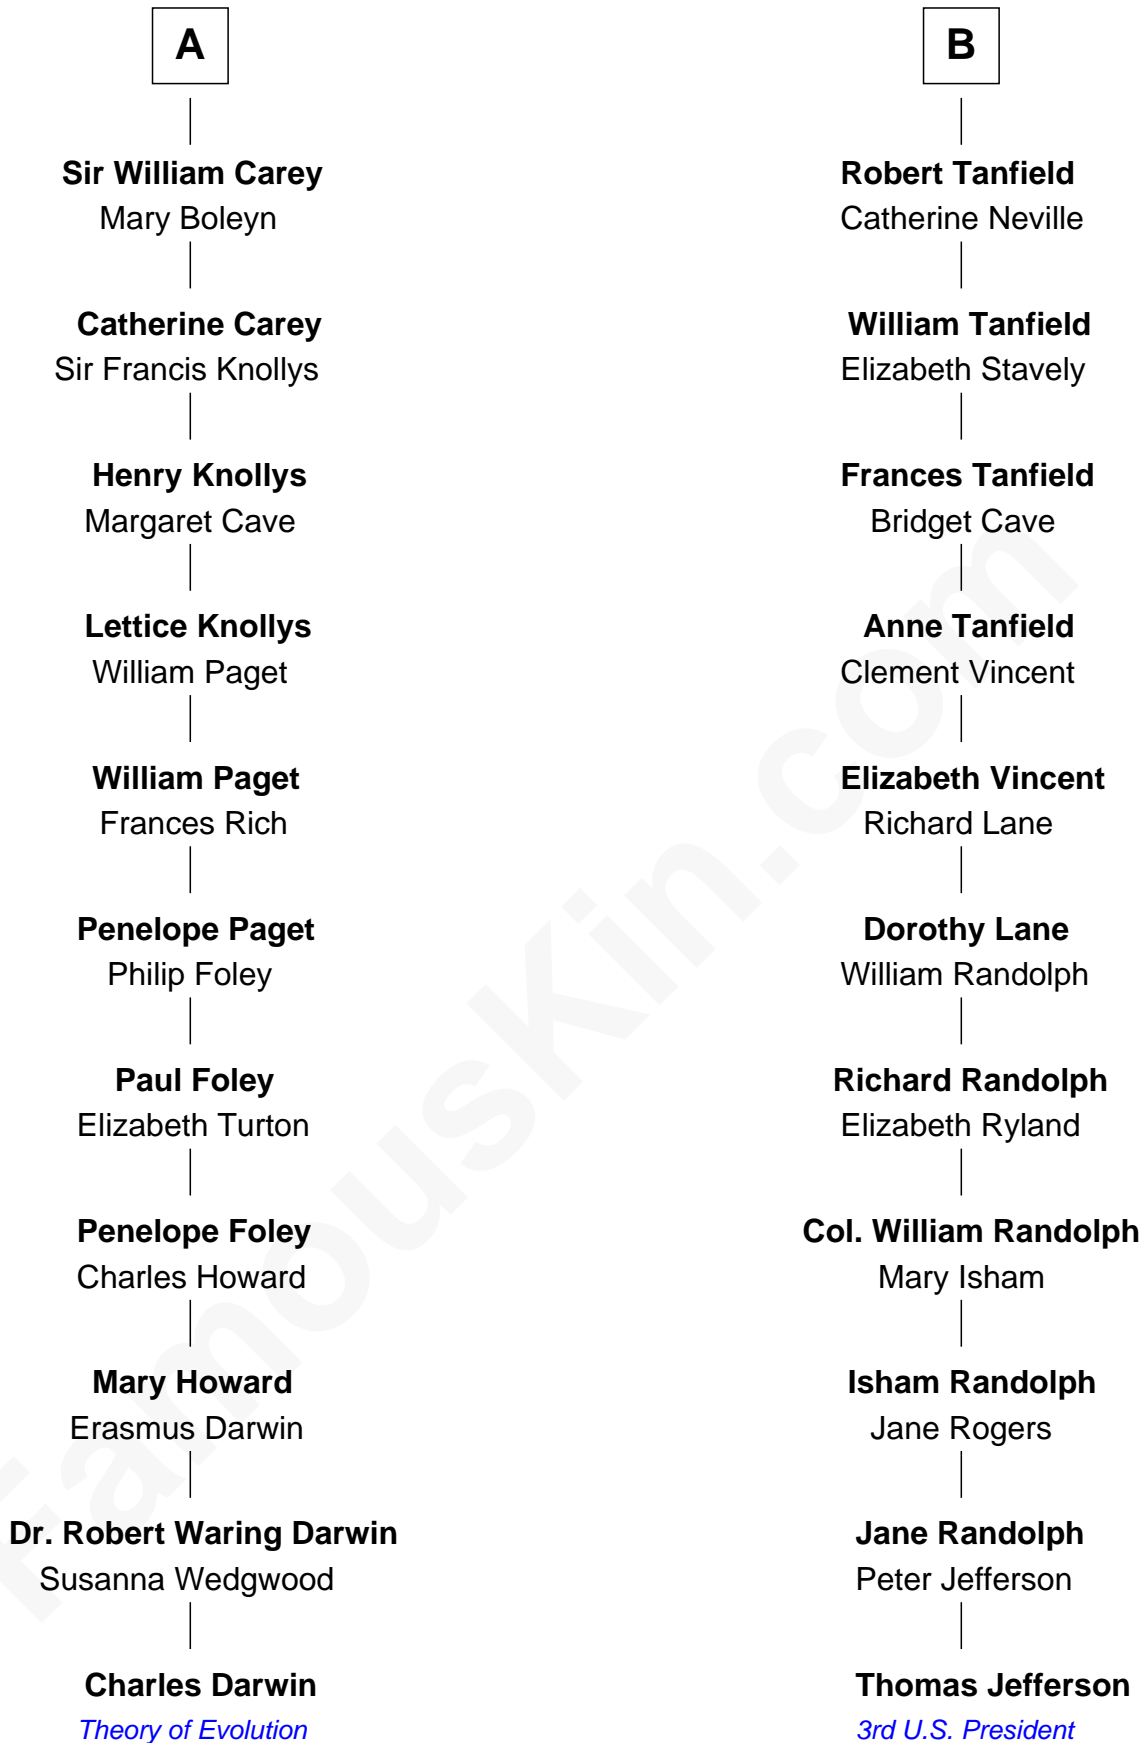 A
Sir William Carey
Mary Boleyn
Catherine Carey
Sir Francis Knollys
Henry Knollys
Margaret Cave
Lettice Knollys
William Paget
William Paget
Frances Rich
Penelope Paget
Philip Foley
Paul Foley
Elizabeth Turton
Penelope Foley
Charles Howard
Mary Howard
Erasmus Darwin
Dr. Robert Waring Darwin
Susanna Wedgwood
Charles Darwin
Theory of Evolution
B
Robert Tanfield
Catherine Neville
William Tanfield
Elizabeth Stavely
Frances Tanfield
Bridget Cave
Anne Tanfield
Clement Vincent
Elizabeth Vincent
Richard Lane
Dorothy Lane
William Randolph
Richard Randolph
Elizabeth Ryland
Col. William Randolph
Mary Isham
Isham Randolph
Jane Rogers
Jane Randolph
Peter Jefferson
Thomas Jefferson
3rd U.S. President
FamousKin.com